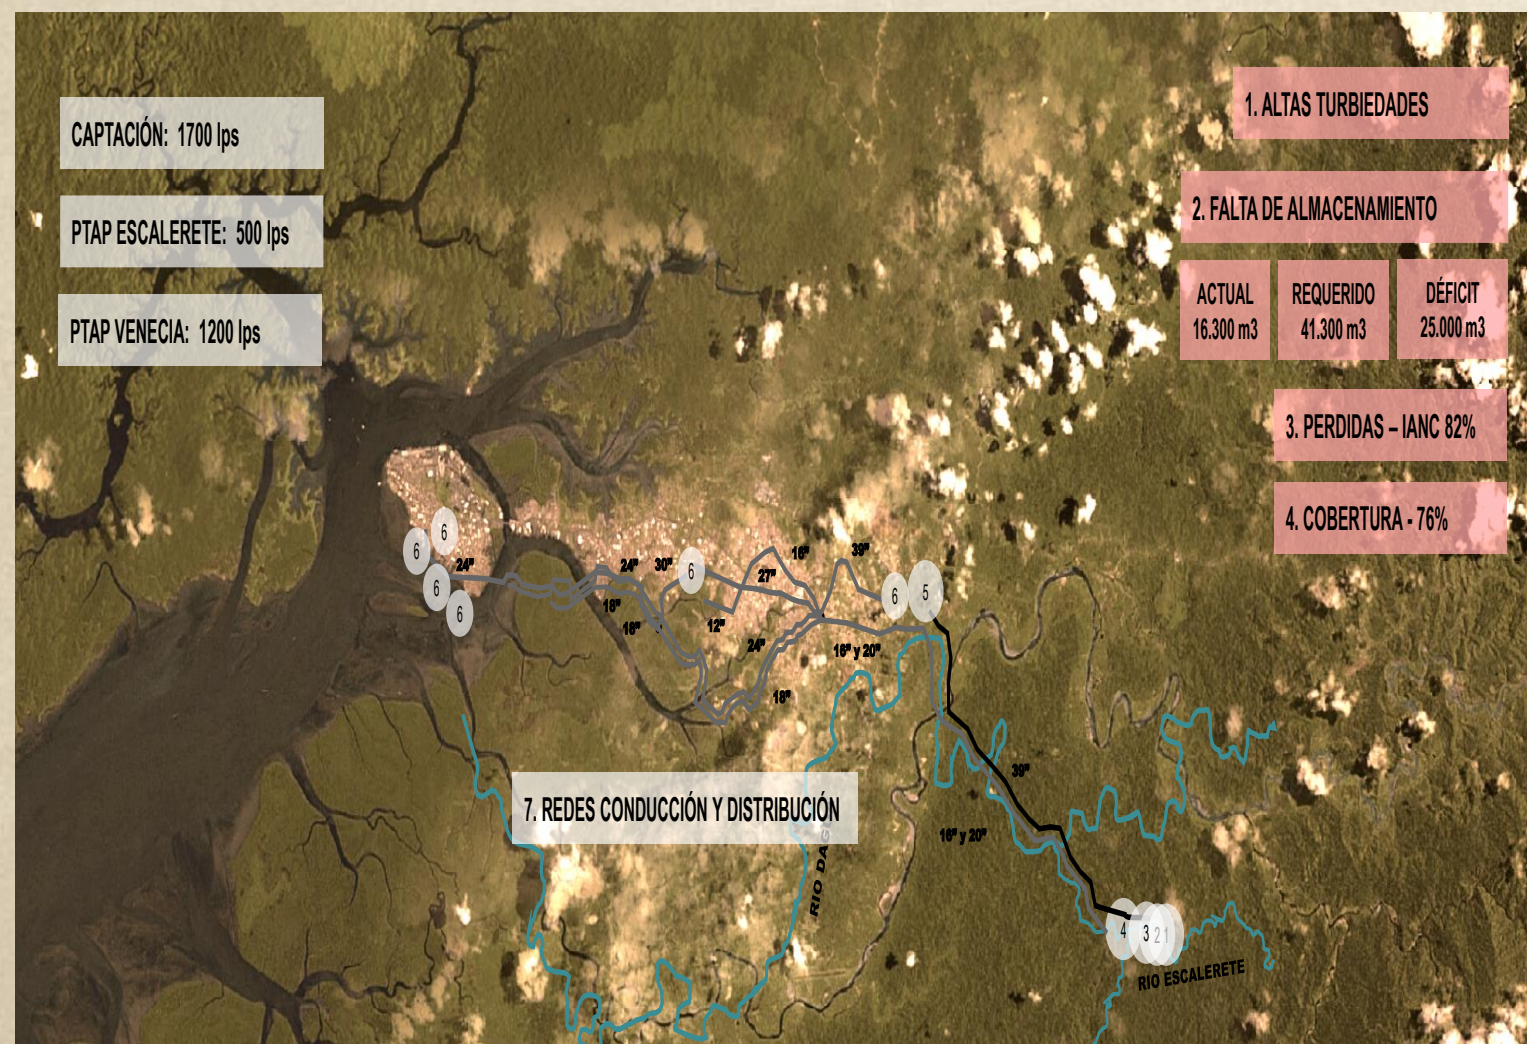 CAPTACIÓN: 1700 lps
PTAP ESCALERETE: 500 lps
PTAP VENECIA: 1200 lps
1. ALTAS TURBIEDADES
2. FALTA DE ALMACENAMIENTO
ACTUAL
16.300 m3
REQUERIDO
41.300 m3
DÉFICIT
25.000 m3
3. PERDIDAS – IANC 82%
4. COBERTURA - 76%
6
6
6
6
24"
24"
30"
6
18"
18"
16"
27"
12"
39"
6
5
24"
16" y 20"
18"
39"
16" y 20"
7. REDES CONDUCCIÓN Y DISTRIBUCIÓN
RIO DAG
4
3
2
1
RIO ESCALERETE